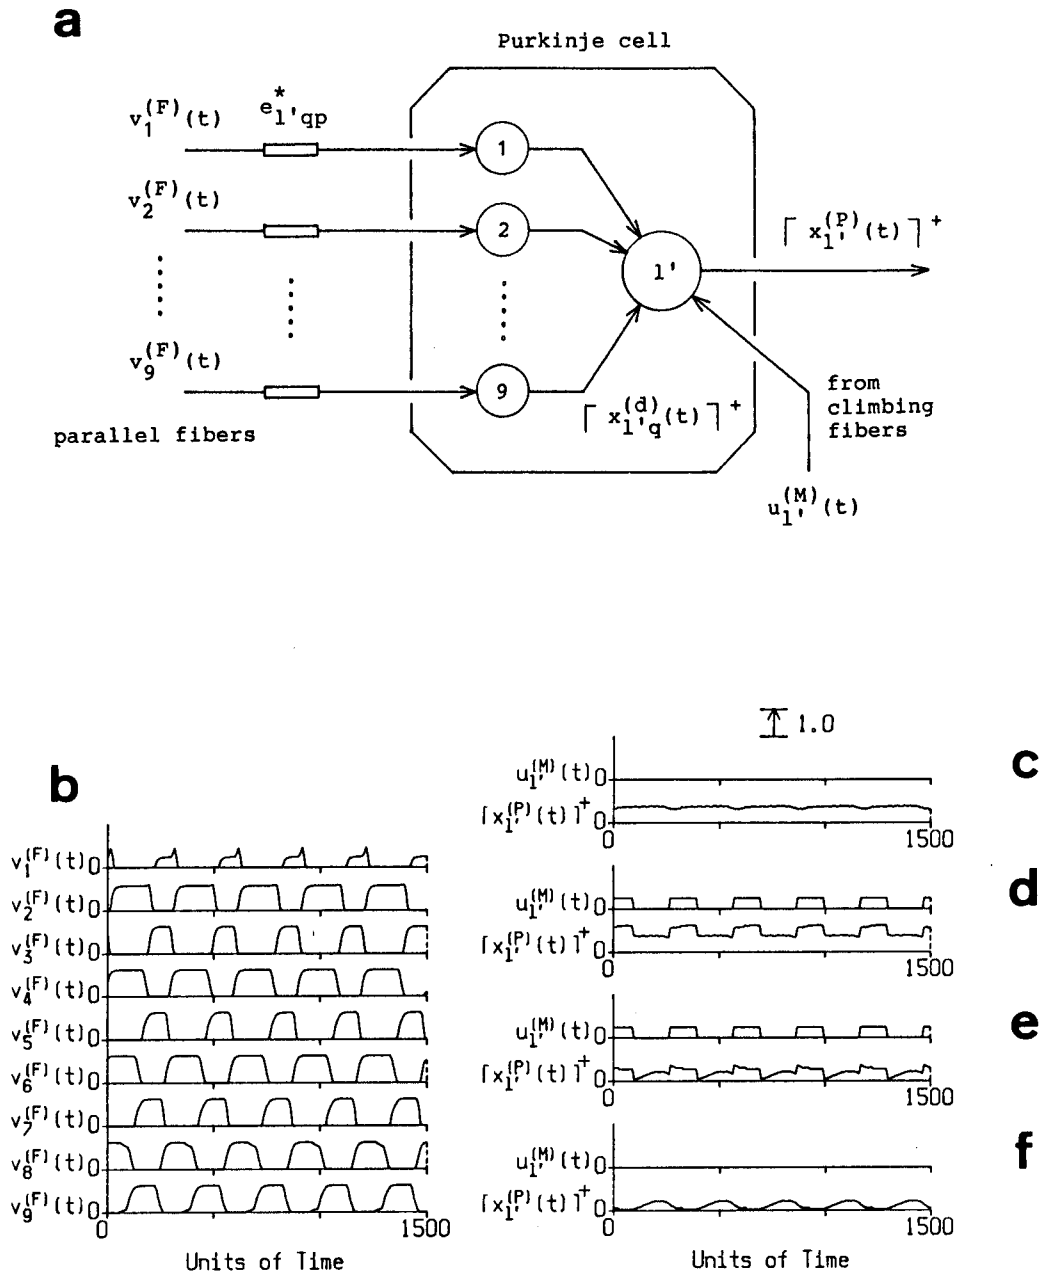 a
Purkinje cell
v₁⁽ᶠ⁾(t)
e*₁'qp
1
v₂⁽ᶠ⁾(t)
2
⌈ x₁'⁽ᴾ⁾(t) ⌉⁺
1'
v₉⁽ᶠ⁾(t)
9
⌈ x₁'q⁽ᵈ⁾(t) ⌉⁺
from
climbing
fibers
parallel fibers
u₁'⁽ᴹ⁾(t)
b
v₁⁽ᶠ⁾(t) 0
v₂⁽ᶠ⁾(t) 0
v₃⁽ᶠ⁾(t) 0
v₄⁽ᶠ⁾(t) 0
v₅⁽ᶠ⁾(t) 0
v₆⁽ᶠ⁾(t) 0
v₇⁽ᶠ⁾(t) 0
v₈⁽ᶠ⁾(t) 0
v₉⁽ᶠ⁾(t) 0
0 1500
Units of Time
1.0
c
u₁'⁽ᴹ⁾(t) 0
⌈x₁'⁽ᴾ⁾(t)⌉⁺ 0
0 1500
d
u₁'⁽ᴹ⁾(t) 0
⌈x₁'⁽ᴾ⁾(t)⌉⁺ 0
0 1500
e
u₁'⁽ᴹ⁾(t) 0
⌈x₁'⁽ᴾ⁾(t)⌉⁺ 0
0 1500
f
u₁'⁽ᴹ⁾(t) 0
⌈x₁'⁽ᴾ⁾(t)⌉⁺ 0
0 1500
Units of Time